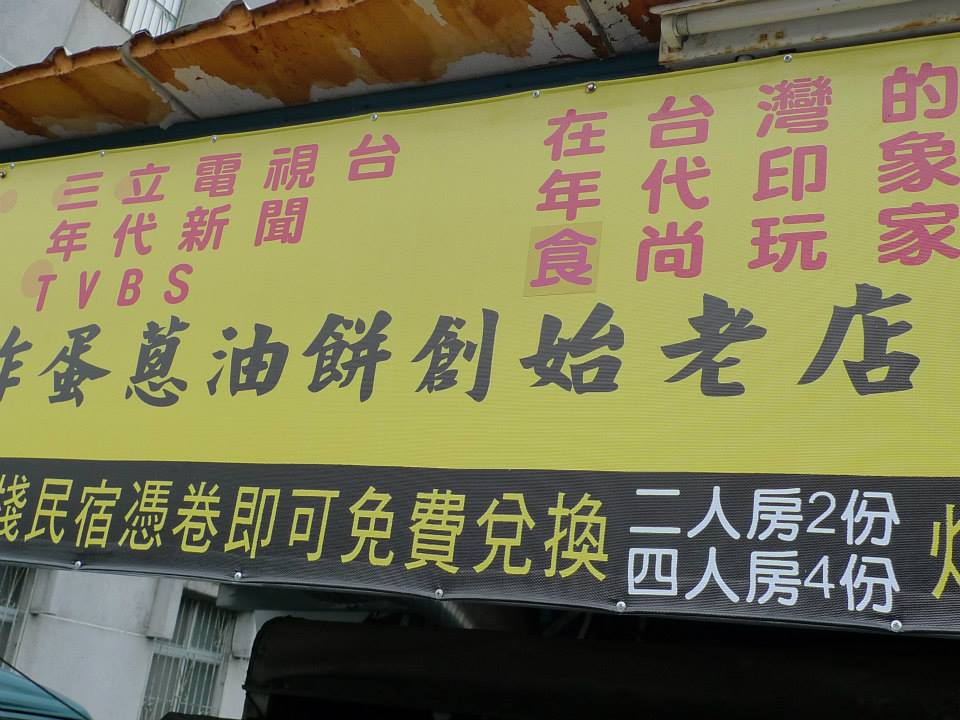 三立電視台
年代新聞
TVBS
在台灣的
年代印象
食尚玩家
炸蛋蔥油餅創始老店
棧民宿憑卷即可免費兌換
二人房2份
四人房4份